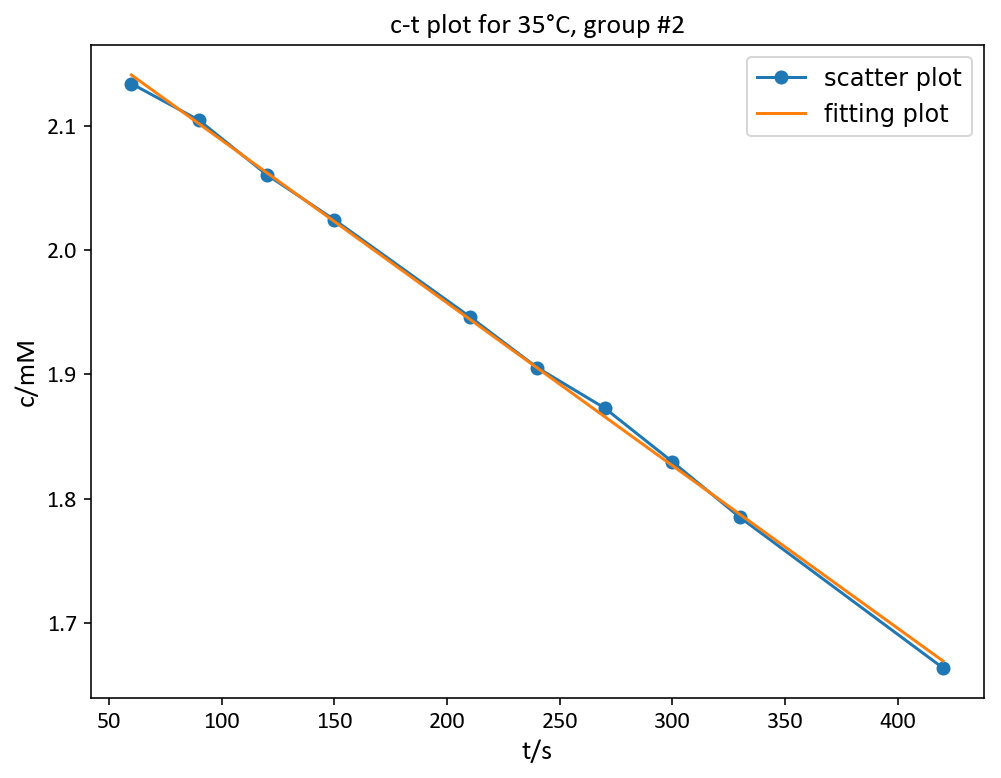 c-t plot for 35°C, group #2
scatter plot
fitting plot
2.1
2.0
1.9
1.8
1.7
c/mM
50 100 150 200 250 300 350 400
t/s